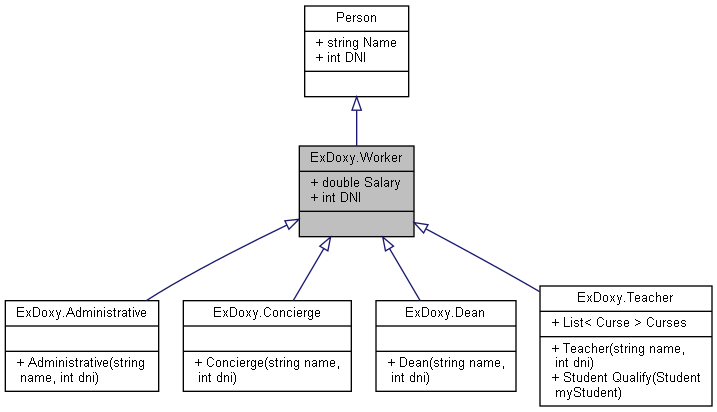 Person
+ string Name
+ int DNI
ExDoxy.Worker
+ double Salary
+ int DNI
ExDoxy.Administrative
+ Administrative(string
name, int dni)
ExDoxy.Concierge
+ Concierge(string name,
int dni)
ExDoxy.Dean
+ Dean(string name,
int dni)
ExDoxy.Teacher
+ List< Curse > Curses
+ Teacher(string name,
int dni)
+ Student Qualify(Student
myStudent)